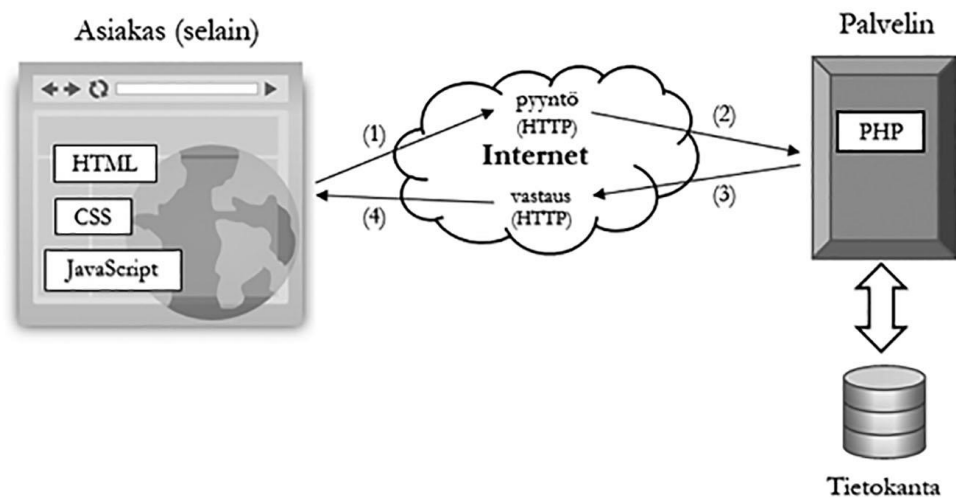 Asiakas (selain)
HTML
CSS
JavaScript
(1)
pyyntö
(HTTP)
(2)
Internet
vastaus
(HTTP)
(3)
(4)
Palvelin
PHP
Tietokanta